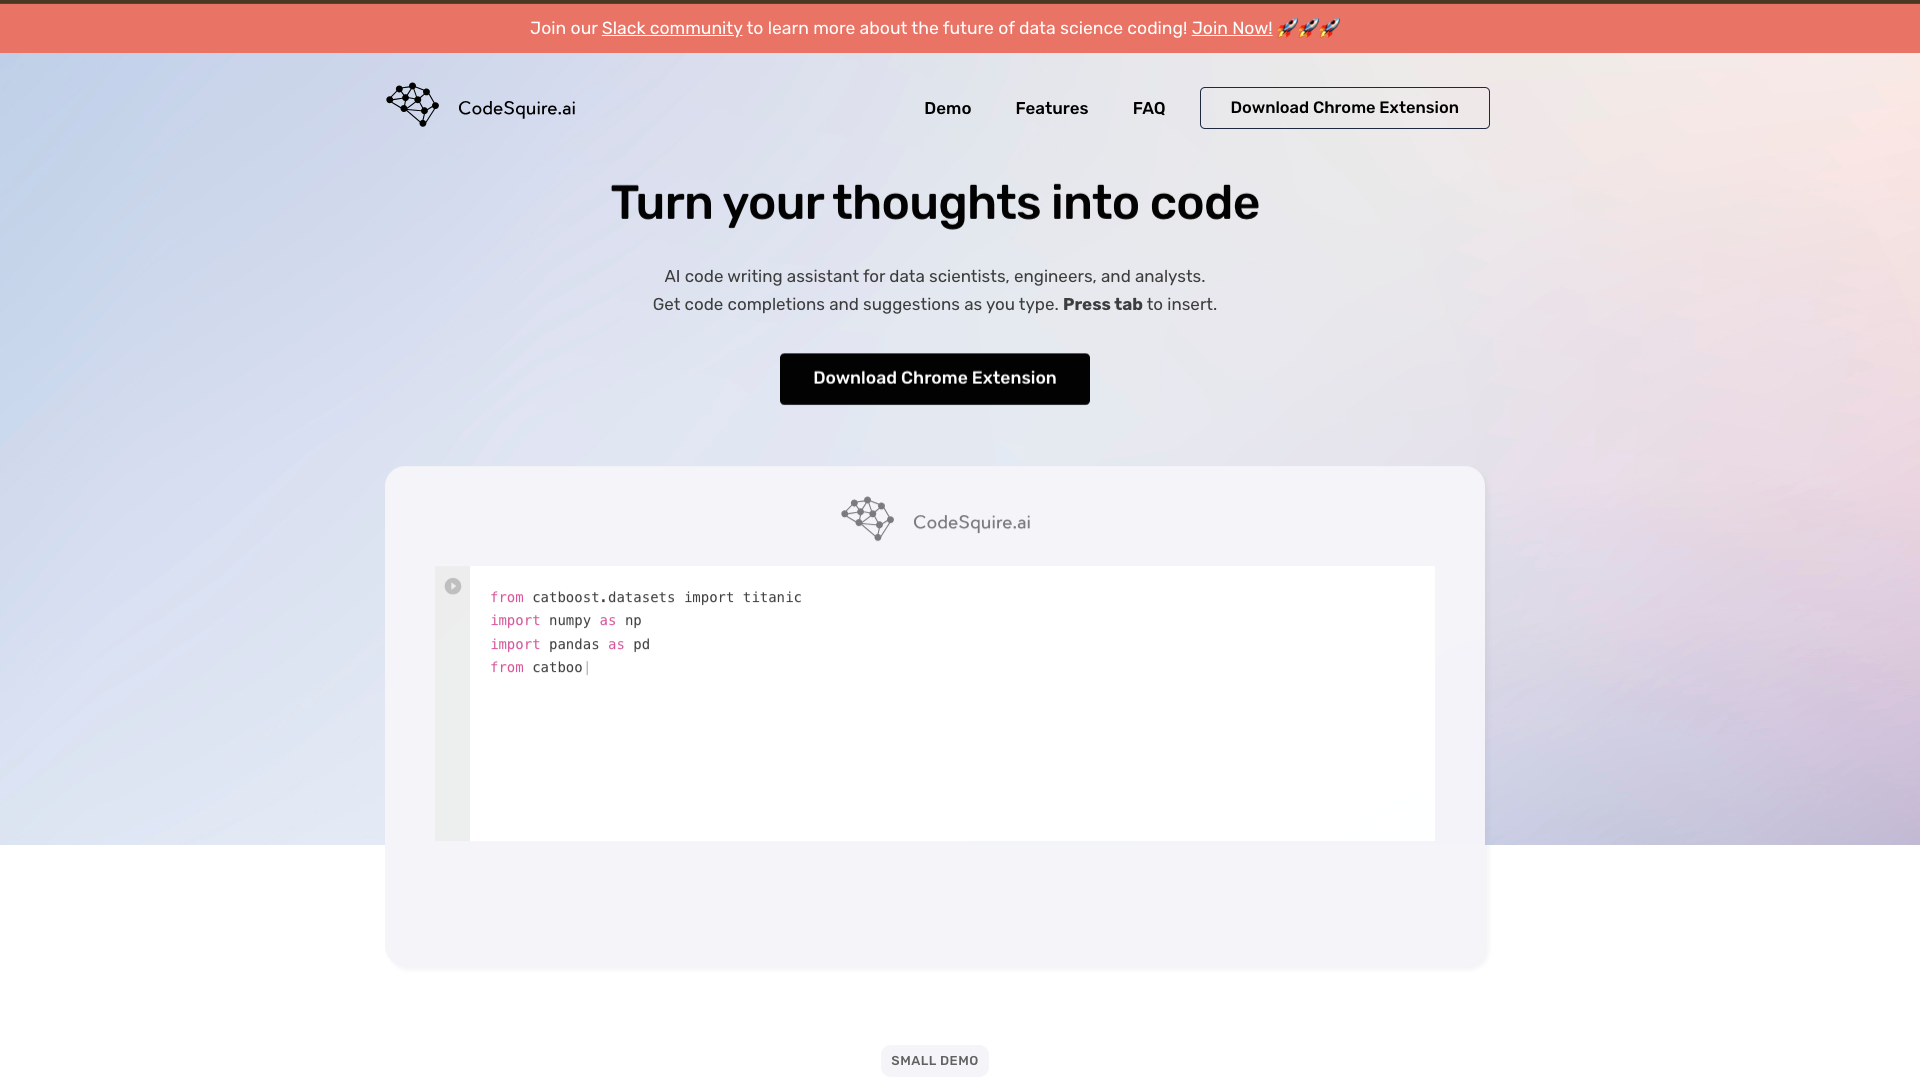 Join our Slack community to learn more about the future of data science coding! Join Now! 🚀🚀🚀
CodeSquire.ai
Demo
Features
FAQ
Download Chrome Extension
Turn your thoughts into code
AI code writing assistant for data scientists, engineers, and analysts.
Get code completions and suggestions as you type. Press tab to insert.
Download Chrome Extension
CodeSquire.ai
from catboost.datasets import titanic
import numpy as np
import pandas as pd
from catboo
SMALL DEMO